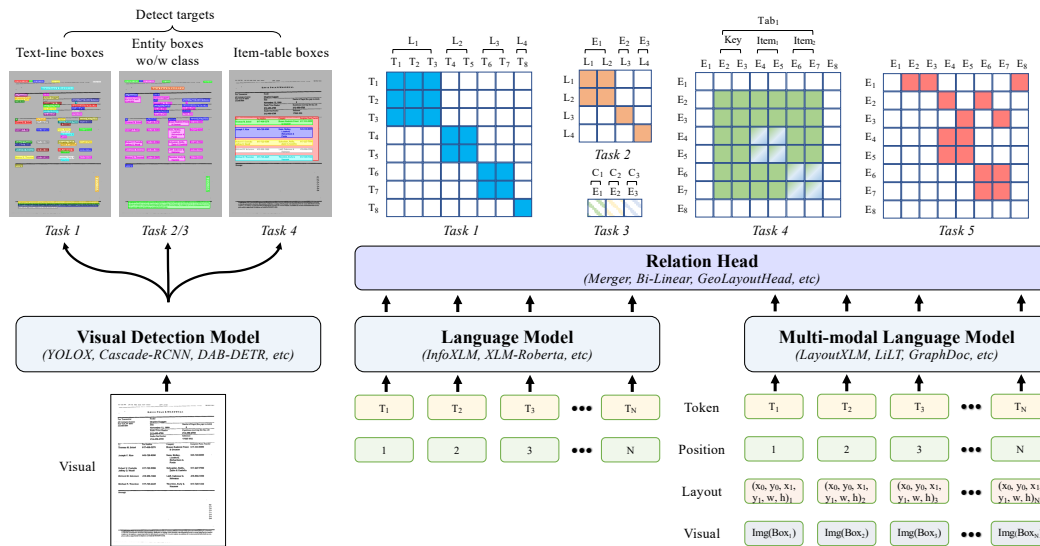 Detect targets
Text-line boxes
Entity boxes
wo/w class
Item-table boxes
Task 1
Task 2/3
Task 4
Visual Detection Model
(YOLOX, Cascade-RCNN, DAB-DETR, etc)
Visual
L₁ L₂ L₃ L₄
T₁ T₂ T₃ T₄ T₅ T₆ T₇ T₈
T₁
T₂
T₃
T₄
T₅
T₆
T₇
T₈
Task 1
E₁ E₂ E₃
L₁ L₂ L₃ L₄
L₁
L₂
L₃
L₄
Task 2
C₁ C₂ C₃
E₁ E₂ E₃
Task 3
Tab₁
Key Item₁ Item₂
E₁ E₂ E₃ E₄ E₅ E₆ E₇ E₈
E₁
E₂
E₃
E₄
E₅
E₆
E₇
E₈
Task 4
E₁ E₂ E₃ E₄ E₅ E₆ E₇ E₈
E₁
E₂
E₃
E₄
E₅
E₆
E₇
E₈
Task 5
Relation Head
(Merger, Bi-Linear, GeoLayoutHead, etc)
Language Model
(InfoXLM, XLM-Roberta, etc)
T₁ T₂ T₃ ••• T_N
1 2 3 ••• N
Multi-modal Language Model
(LayoutXLM, LiLT, GraphDoc, etc)
Token T₁ T₂ T₃ ••• T_N
Position 1 2 3 ••• N
Layout (x₀, y₀, x₁, y₁, w, h)₁ (x₀, y₀, x₁, y₁, w, h)₂ (x₀, y₀, x₁, y₁, w, h)₃ ••• (x₀, y₀, x₁, y₁, w, h)_N
Visual Img(Box₁) Img(Box₂) Img(Box₃) ••• Img(Box_N